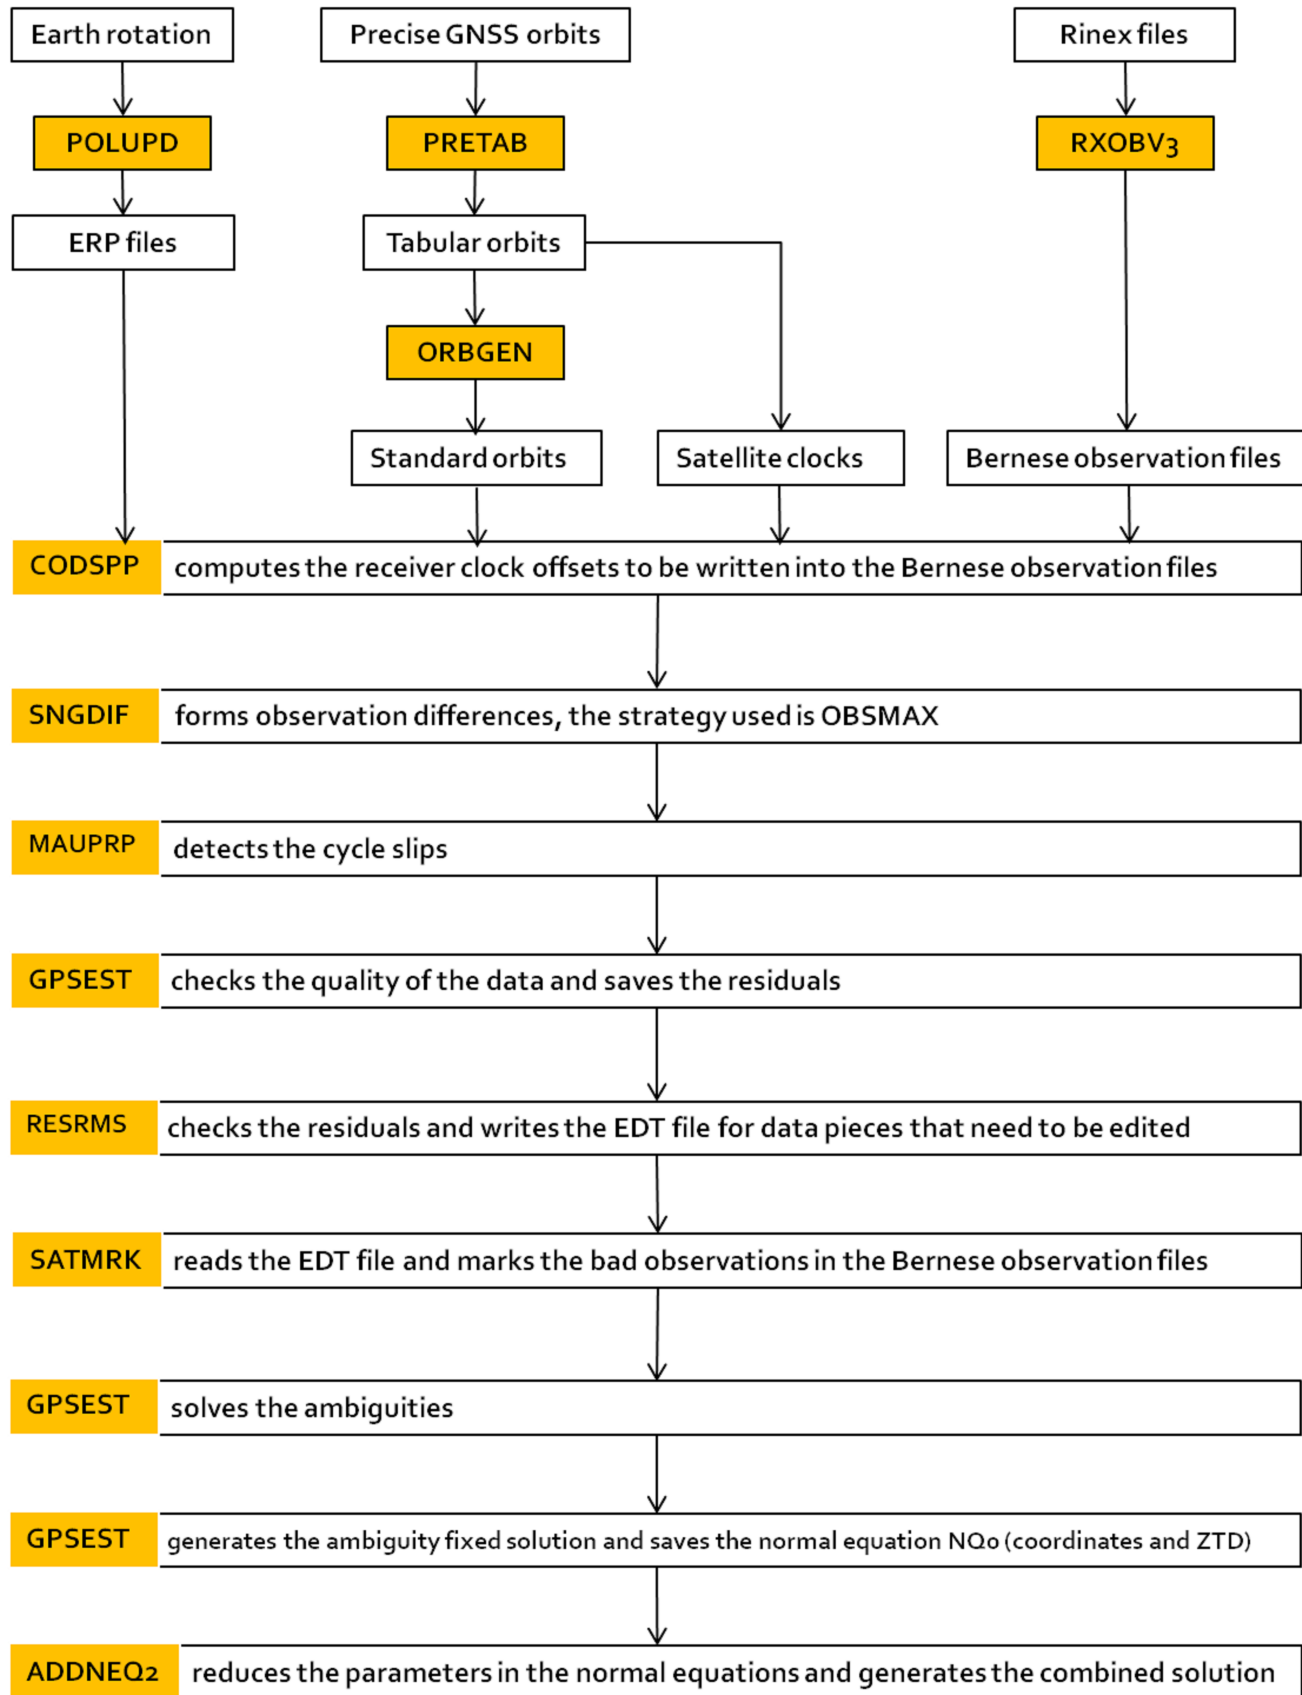 Earth rotation
Precise GNSS orbits
Rinex files
POLUPD
PRETAB
RXOBV3
ERP files
Tabular orbits
ORBGEN
Standard orbits
Satellite clocks
Bernese observation files
CODSPP computes the receiver clock offsets to be written into the Bernese observation files
SNGDIF forms observation differences, the strategy used is OBSMAX
MAUPRP detects the cycle slips
GPSEST checks the quality of the data and saves the residuals
RESRMS checks the residuals and writes the EDT file for data pieces that need to be edited
SATMRK reads the EDT file and marks the bad observations in the Bernese observation files
GPSEST solves the ambiguities
GPSEST generates the ambiguity fixed solution and saves the normal equation NQ0 (coordinates and ZTD)
ADDNEQ2 reduces the parameters in the normal equations and generates the combined solution